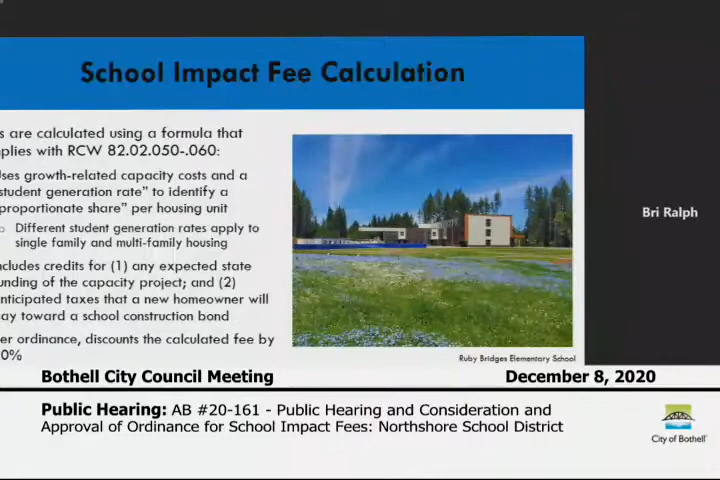 School Impact Fee Calculation
s are calculated using a formula that
plies with RCW 82.02.050-.060:
ses growth-related capacity costs and a
student generation rate" to identify a
proportionate share" per housing unit
Different student generation rates apply to
single family and multi-family housing
ncludes credits for (1) any expected state
unding of the capacity project; and (2)
nticipated taxes that a new homeowner will
ay toward a school construction bond
er ordinance, discounts the calculated fee by
0%
Ruby Bridges Elementary School
Bri Ralph
Bothell City Council Meeting December 8, 2020
Public Hearing: AB #20-161 - Public Hearing and Consideration and
Approval of Ordinance for School Impact Fees: Northshore School District
City of Bothell